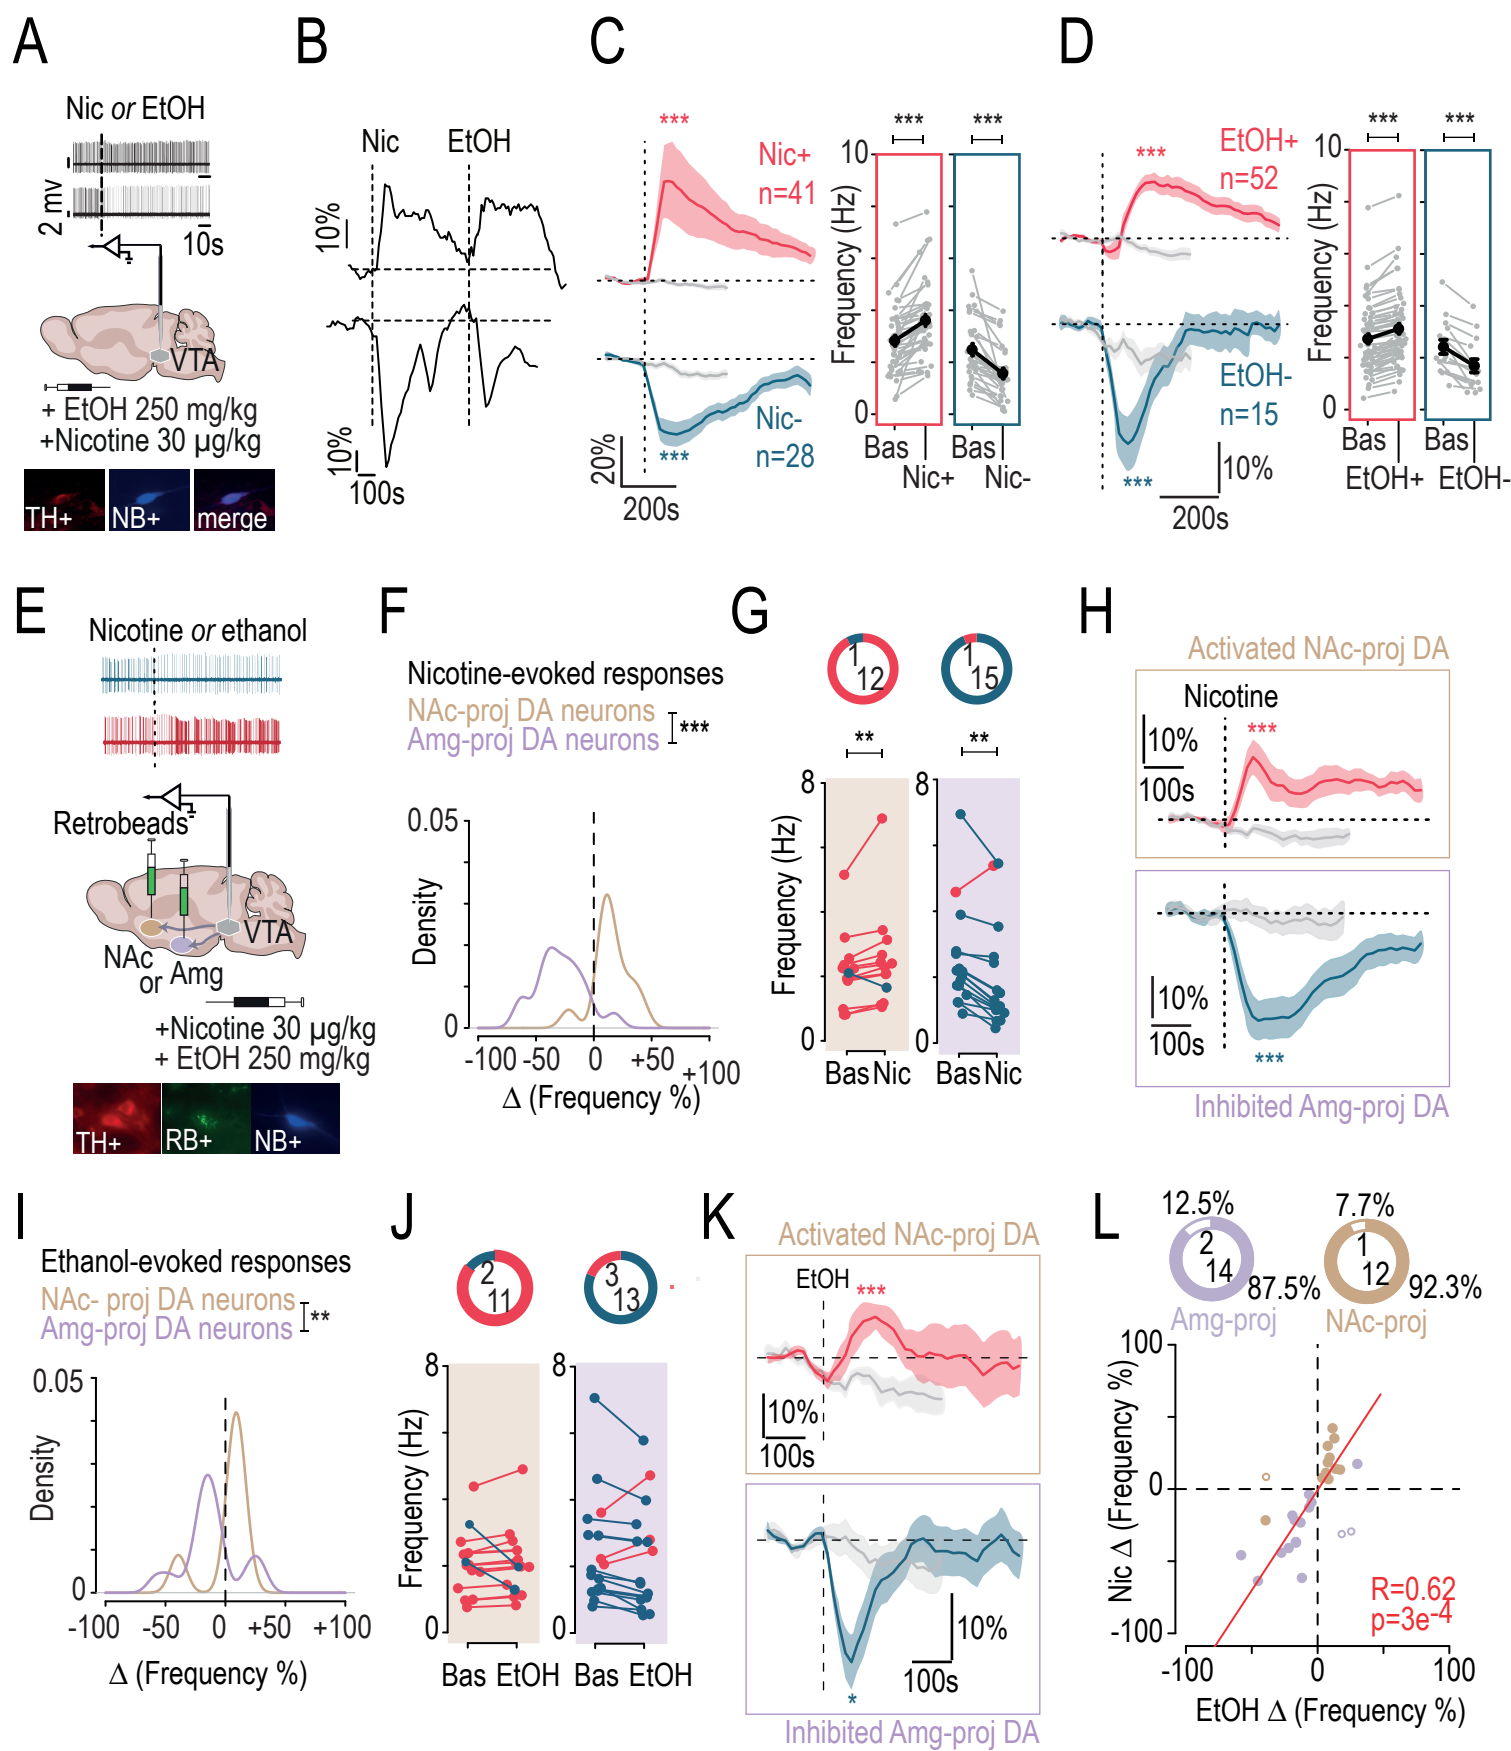 A
Nic or EtOH
2 mv
10s
VTA
+ EtOH 250 mg/kg
+Nicotine 30 µg/kg
TH+
NB+
merge
B
Nic
EtOH
10%
10%
100s
C
***
Nic+
n=41
Nic-
n=28
***
20%
200s
***
***
10
Frequency (Hz)
0
Bas
Nic+
Bas
Nic-
D
***
EtOH+
n=52
EtOH-
n=15
***
10%
200s
***
***
10
Frequency (Hz)
0
Bas
EtOH+
Bas
EtOH-
E
Nicotine or ethanol
Retrobeads
VTA
NAc
or
Amg
+Nicotine 30 µg/kg
+ EtOH 250 mg/kg
TH+
RB+
NB+
F
Nicotine-evoked responses
NAc-proj DA neurons
Amg-proj DA neurons
***
0.05
Density
0
-100
-50
0
+50
+100
Δ (Frequency %)
G
1
12
1
15
**
**
8
8
Frequency (Hz)
0
0
Bas Nic
Bas Nic
H
Activated NAc-proj DA
Nicotine
10%
100s
***
10%
100s
***
Inhibited Amg-proj DA
I
Ethanol-evoked responses
NAc- proj DA neurons
Amg-proj DA neurons
**
0.05
Density
0
-100
-50
0
+50
+100
Δ (Frequency %)
J
2
11
3
13
8
8
Frequency (Hz)
0
0
Bas EtOH
Bas EtOH
K
Activated NAc-proj DA
EtOH
***
10%
100s
10%
100s
*
Inhibited Amg-proj DA
L
12.5%
2
14
87.5%
Amg-proj
7.7%
1
12
92.3%
NAc-proj
100
Nic Δ (Frequency %)
0
-100
R=0.62
p=3e-4
-100
0
100
EtOH Δ (Frequency %)